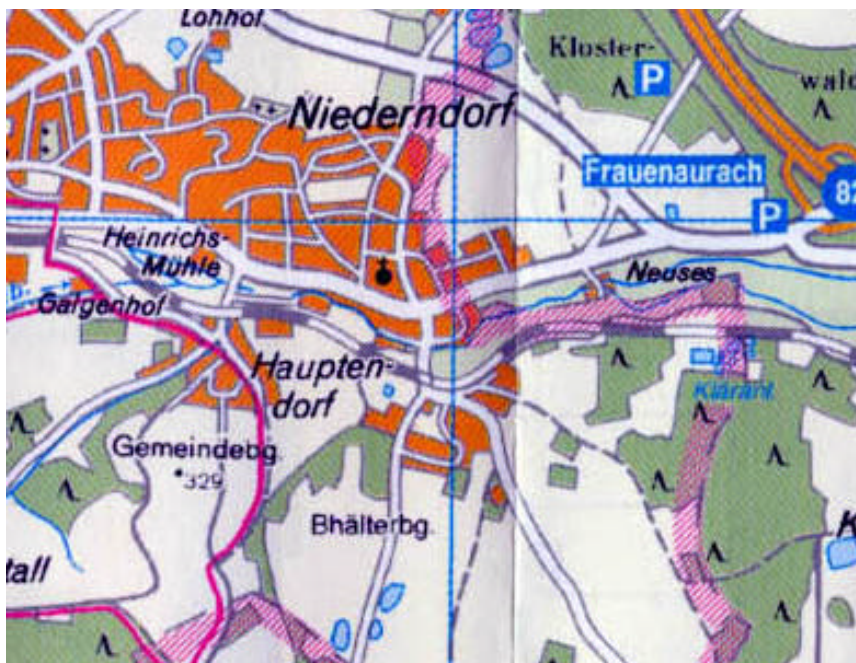 Lohhof
Kloster-
P
wald
Niederndorf
Frauenaurach
P
82
Heinrichs-
Mühle
Neuses
Galgenhof
Haupten-
dorf
Kläranl.
Gemeindebg.
329
Bhälterbg.
tall
K